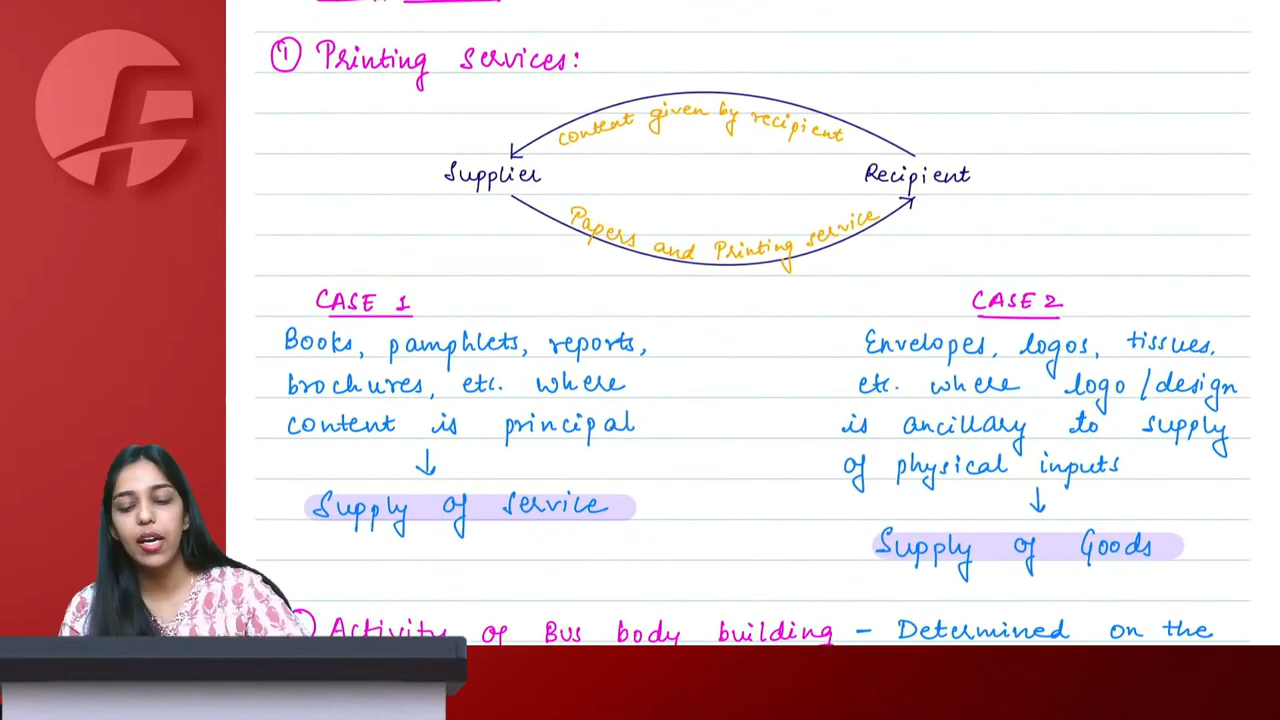 ① Printing services:
content given by recipient
Supplier
Recipient
Papers and Printing service
CASE 1
Books, pamphlets, reports,
brochures, etc. where
content is principal
↓
Supply of service
CASE 2
Envelopes, logos, tissues,
etc. where logo/design
is ancillary to supply
of physical inputs
↓
Supply of Goods
Activity of Bus body building – Determined on the